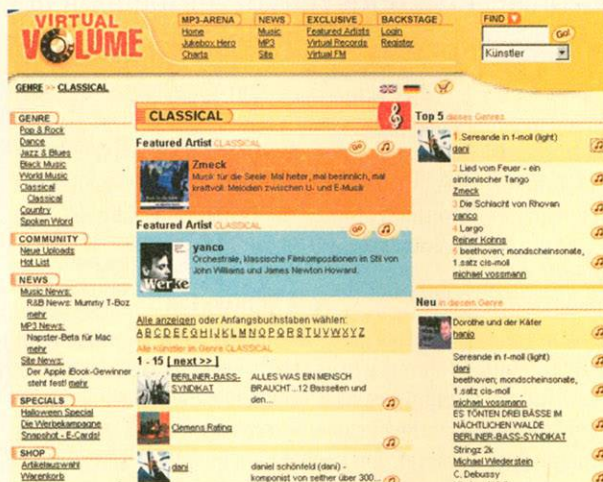 VIRTUAL
VOLUME
MP3-ARENA
Home
Jukebox Hero
Charts
NEWS
Music
MP3
Site
EXCLUSIVE
Featured Artists
Virtual Records
Virtual FM
BACKSTAGE
Login
Register
FIND
Go!
Künstler
GENRE >> CLASSICAL
GENRE
Pop & Rock
Dance
Jazz & Blues
Black Music
World Music
Classical
Classical
Country
Spoken Word
COMMUNITY
Neue Uploads
Hot List
NEWS
Music News:
R&B News: Mummy T-Boz
mehr
MP3 News:
Napster-Beta für Mac
mehr
Site News:
Der Apple iBook-Gewinner
steht fest! mehr
SPECIALS
Halloween Special
Die Werbekampagne
Snapshot - E-Cards!
SHOP
Artikelauswahl
Warenkorb
CLASSICAL
Featured Artist CLASSICAL
GO
Zmeck
Musik für die Seele. Mal heiter, mal besinnlich, mal
kraftvoll. Melodien zwischen U- und E-Musik
Featured Artist CLASSICAL
GO
Werke
yanco
Orchestrale, klassische Filmkompositionen im Stil von
John Williams und James Newton Howard.
Alle anzeigen oder Anfangsbuchstaben wählen:
A B C D E F G H I J K L M N O P Q R S T U V W X Y Z
Alle Künstler im Genre CLASSICAL
1 - 15 [ next >> ]
BERLINER-BASS-
SYNDIKAT
ALLES WAS EIN MENSCH
BRAUCHT...12 Bassaiten und
den...
Clemens Rating
dani
daniel schönfeld (dani) -
komponist von seither über 300...
Top 5 dieses Genres
1. Sereande in f-moll (light)
dani
2 Lied vom Feuer - ein
sinfonischer Tango
Zmeck
3 Die Schlacht von Rhovan
yanco
4 Largo
Reiner Kohns
5 beethoven; mondscheinsonate,
1.satz cis-moll
michael vossmann
Neu in diesem Genre
Dorothe und der Käfer
hanjo
Sereande in f-moll (light)
dani
beethoven; mondscheinsonate,
1.satz cis-moll
michael vossmann
ES TÖNTEN DREI BÄSSE IM
NÄCHTLICHEN WALDE
BERLINER-BASS-SYNDIKAT
Stringz 2k
Michael Wiederstein
C. Debussy